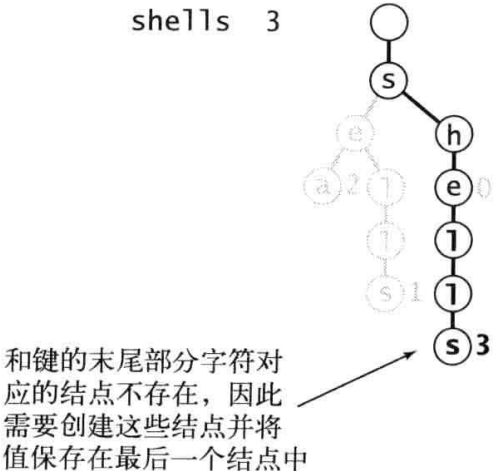 shells 3
s
e
h
a 2
l
e 0
l
l
s 1
l
s 3
和键的末尾部分字符对
应的结点不存在，因此
需要创建这些结点并将
值保存在最后一个结点中